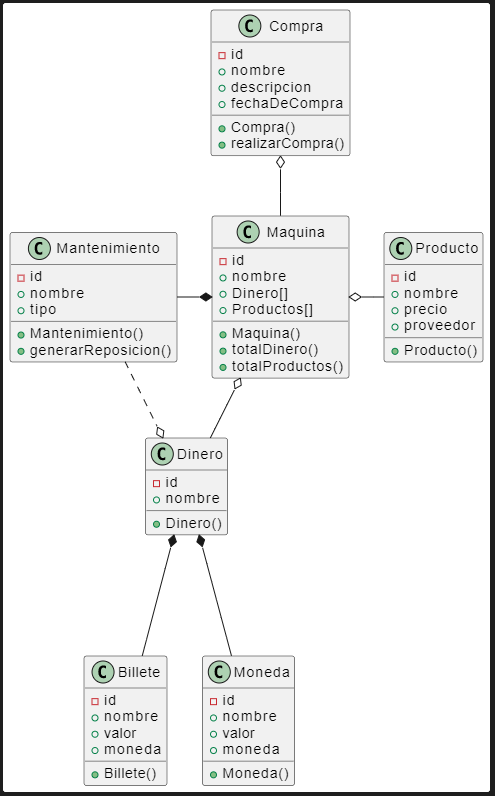 C Compra
id
nombre
descripcion
fechaDeCompra
Compra()
realizarCompra()
C Mantenimiento
id
nombre
tipo
Mantenimiento()
generarReposicion()
C Maquina
id
nombre
Dinero[]
Productos[]
Maquina()
totalDinero()
totalProductos()
C Producto
id
nombre
precio
proveedor
Producto()
C Dinero
id
nombre
Dinero()
C Billete
id
nombre
valor
moneda
Billete()
C Moneda
id
nombre
valor
moneda
Moneda()